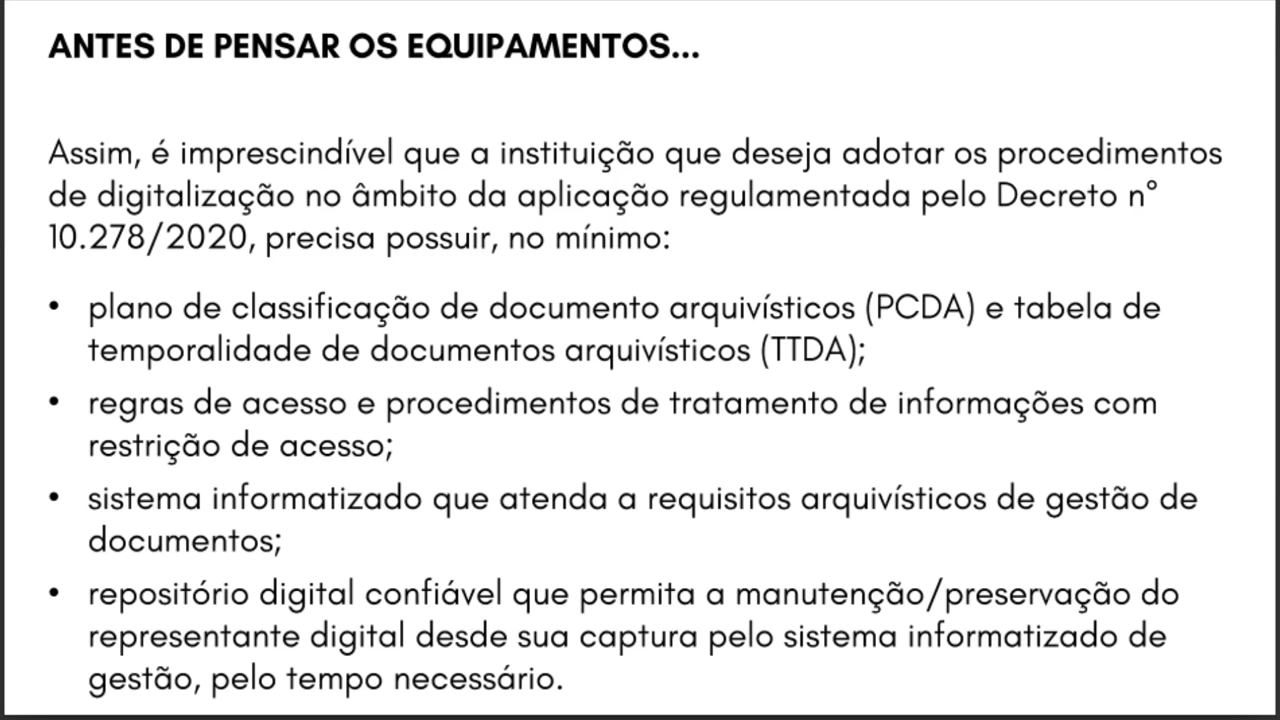 ANTES DE PENSAR OS EQUIPAMENTOS...
Assim, é imprescindível que a instituição que deseja adotar os procedimentos
de digitalização no âmbito da aplicação regulamentada pelo Decreto n°
10.278/2020, precisa possuir, no mínimo:
• plano de classificação de documento arquivísticos (PCDA) e tabela de
temporalidade de documentos arquivísticos (TTDA);
• regras de acesso e procedimentos de tratamento de informações com
restrição de acesso;
• sistema informatizado que atenda a requisitos arquivísticos de gestão de
documentos;
• repositório digital confiável que permita a manutenção/preservação do
representante digital desde sua captura pelo sistema informatizado de
gestão, pelo tempo necessário.